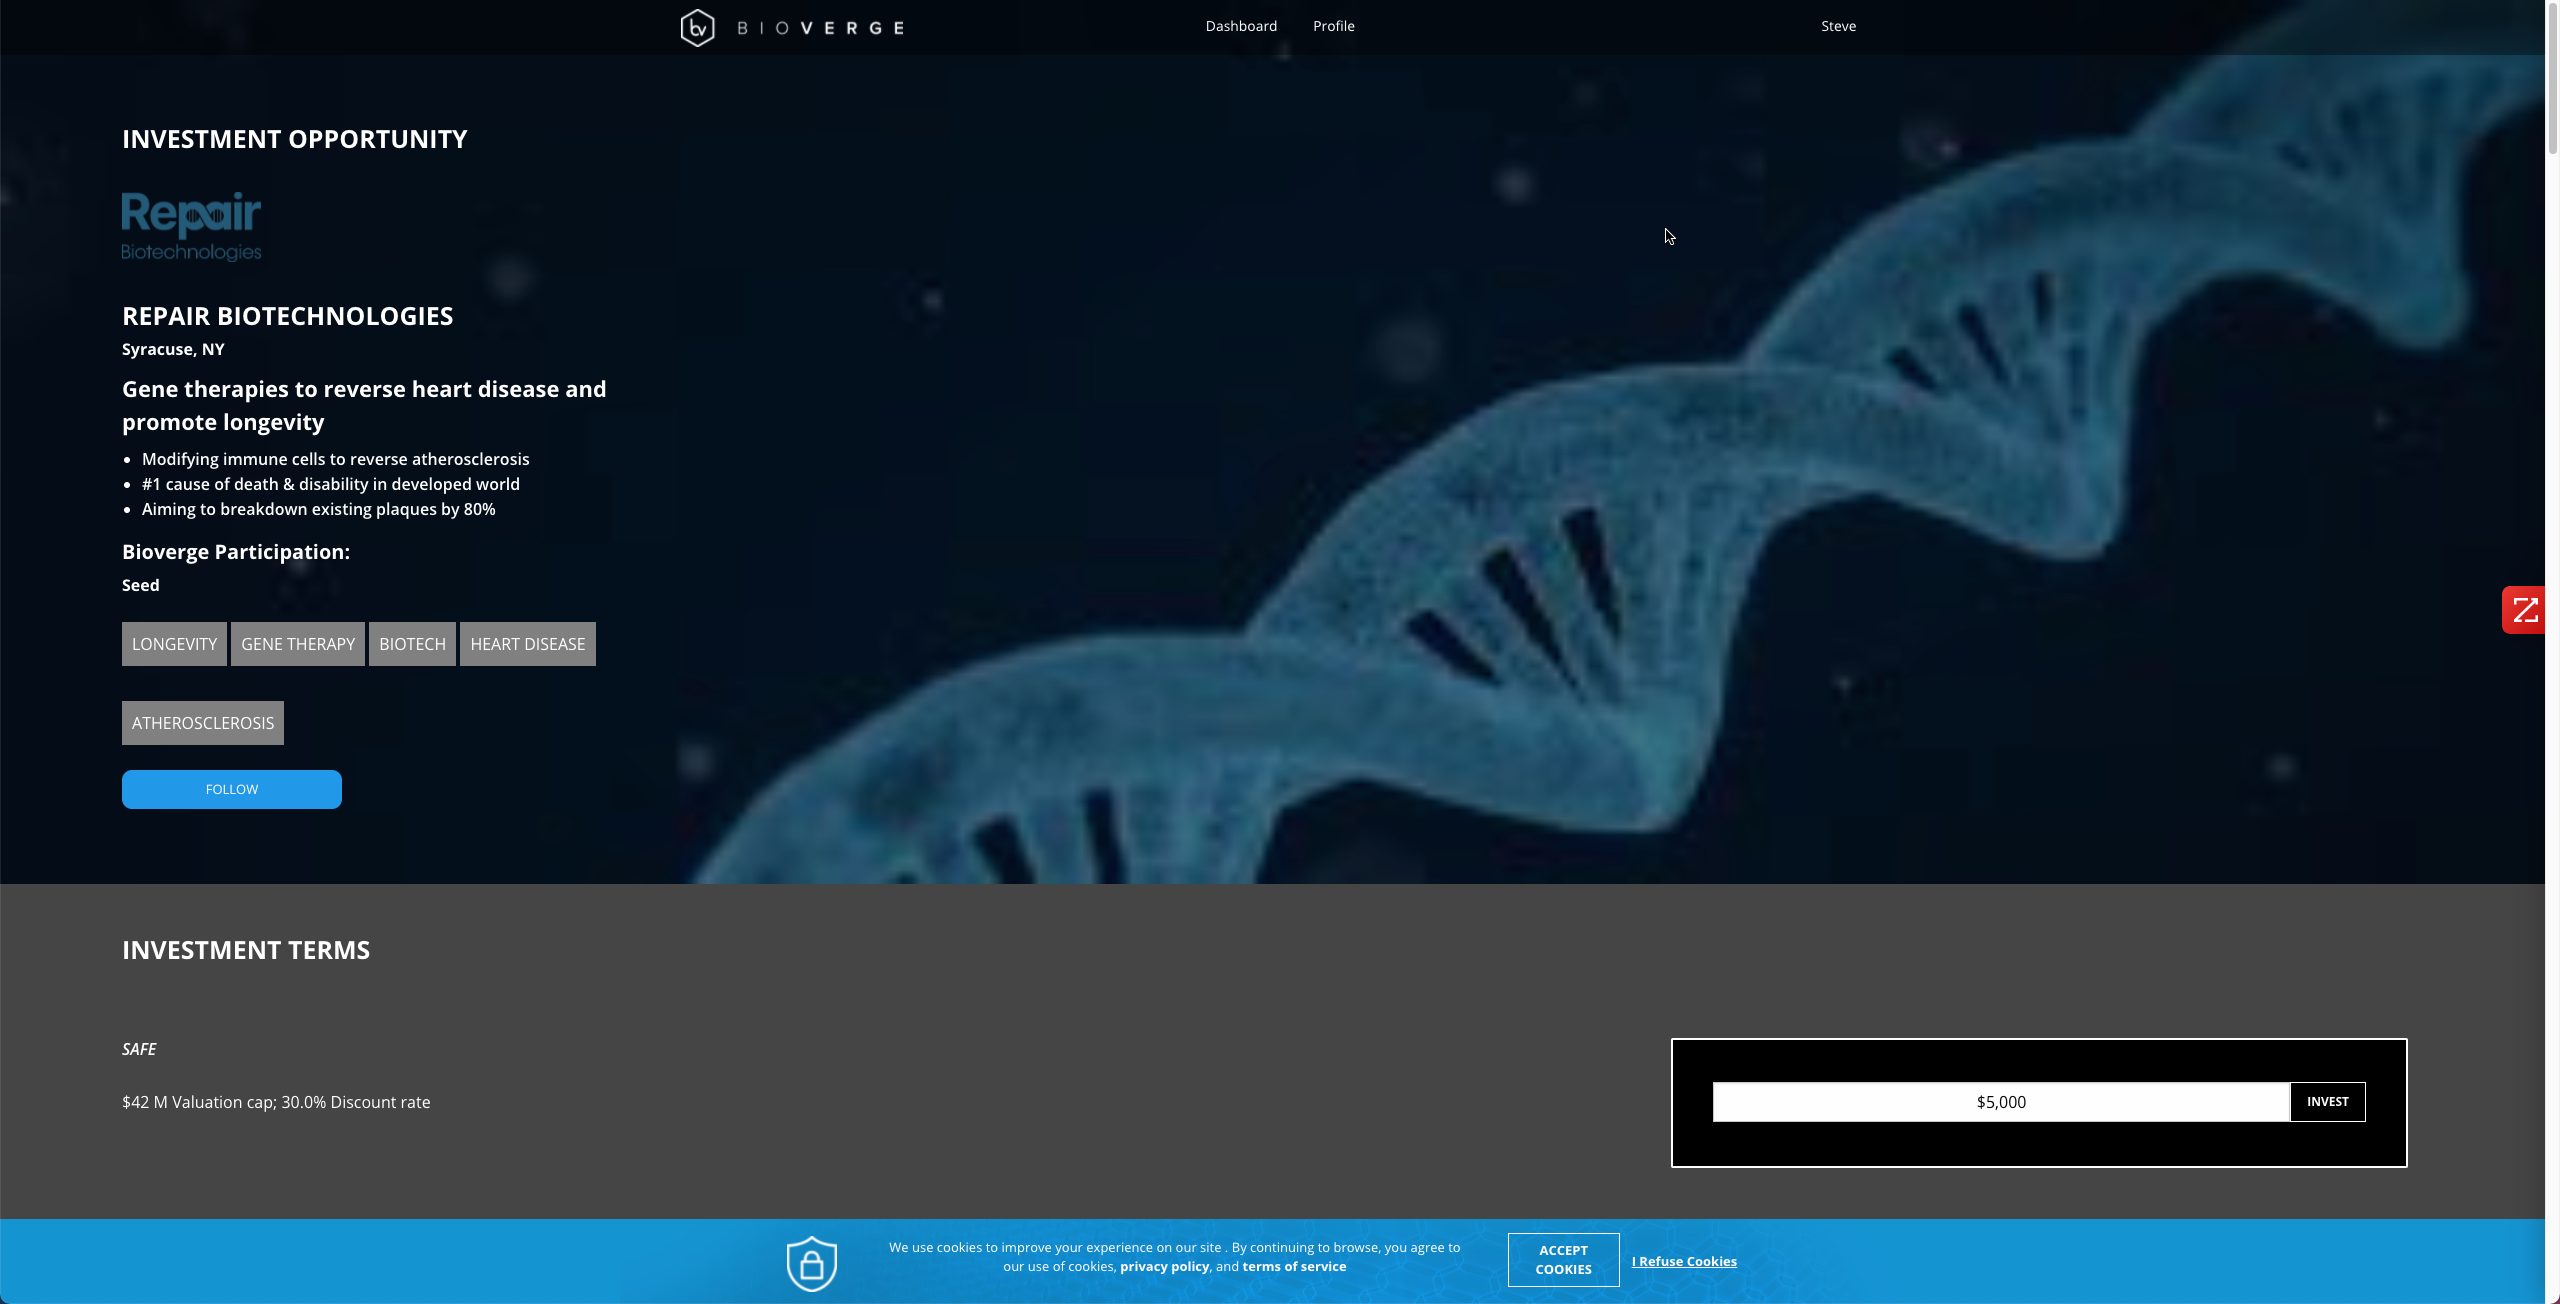 bv BIOVERGE
Dashboard Profile Steve
INVESTMENT OPPORTUNITY
Repair
Biotechnologies
REPAIR BIOTECHNOLOGIES
Syracuse, NY
Gene therapies to reverse heart disease and
promote longevity
• Modifying immune cells to reverse atherosclerosis
• #1 cause of death & disability in developed world
• Aiming to breakdown existing plaques by 80%
Bioverge Participation:
Seed
LONGEVITY GENE THERAPY BIOTECH HEART DISEASE
ATHEROSCLEROSIS
FOLLOW
INVESTMENT TERMS
SAFE
$42 M Valuation cap; 30.0% Discount rate
$5,000 INVEST
We use cookies to improve your experience on our site . By continuing to browse, you agree to
our use of cookies, privacy policy, and terms of service
ACCEPT
COOKIES
I Refuse Cookies